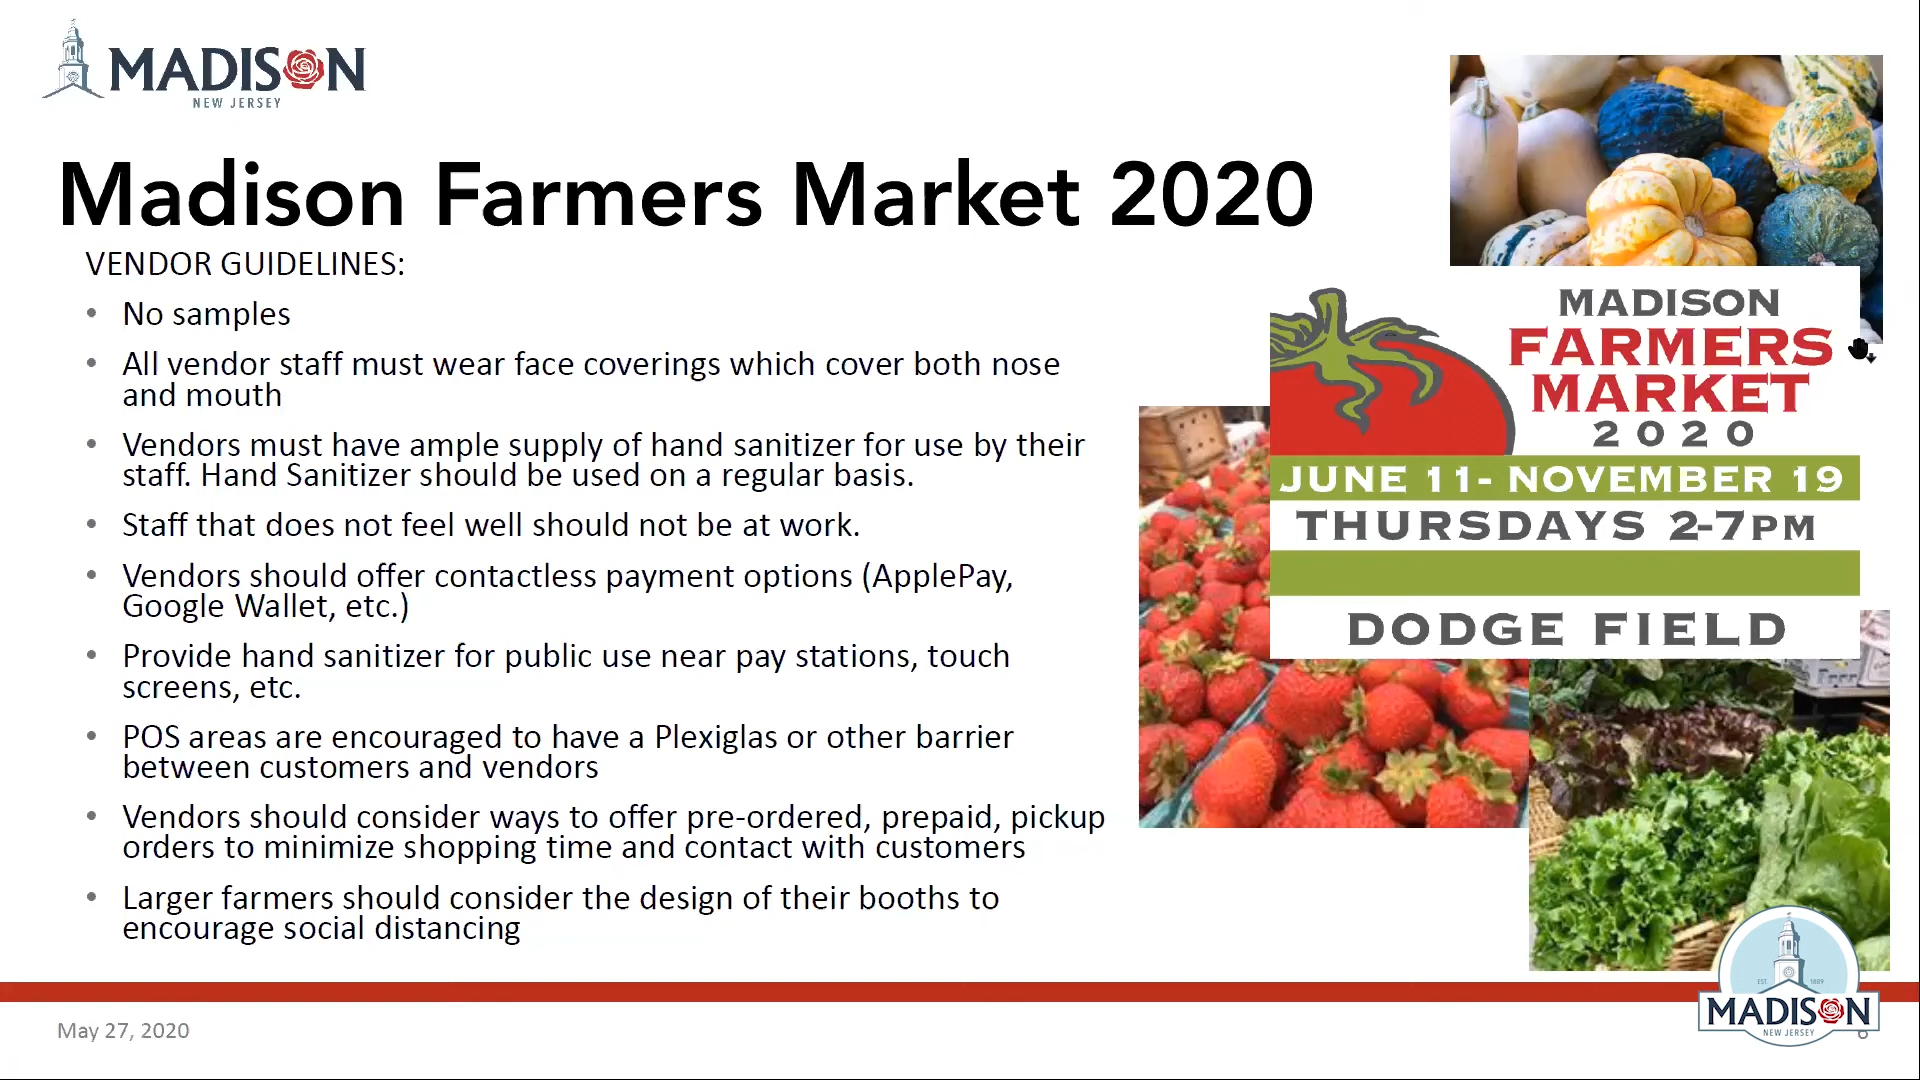 MADISON
NEW JERSEY
Madison Farmers Market 2020
VENDOR GUIDELINES:
• No samples
• All vendor staff must wear face coverings which cover both nose
and mouth
• Vendors must have ample supply of hand sanitizer for use by their
staff. Hand Sanitizer should be used on a regular basis.
• Staff that does not feel well should not be at work.
• Vendors should offer contactless payment options (ApplePay,
Google Wallet, etc.)
• Provide hand sanitizer for public use near pay stations, touch
screens, etc.
• POS areas are encouraged to have a Plexiglas or other barrier
between customers and vendors
• Vendors should consider ways to offer pre-ordered, prepaid, pickup
orders to minimize shopping time and contact with customers
• Larger farmers should consider the design of their booths to
encourage social distancing
MADISON
FARMERS
MARKET
2020
JUNE 11- NOVEMBER 19
THURSDAYS 2-7PM
DODGE FIELD
May 27, 2020
EST. 1889
MADISON
NEW JERSEY